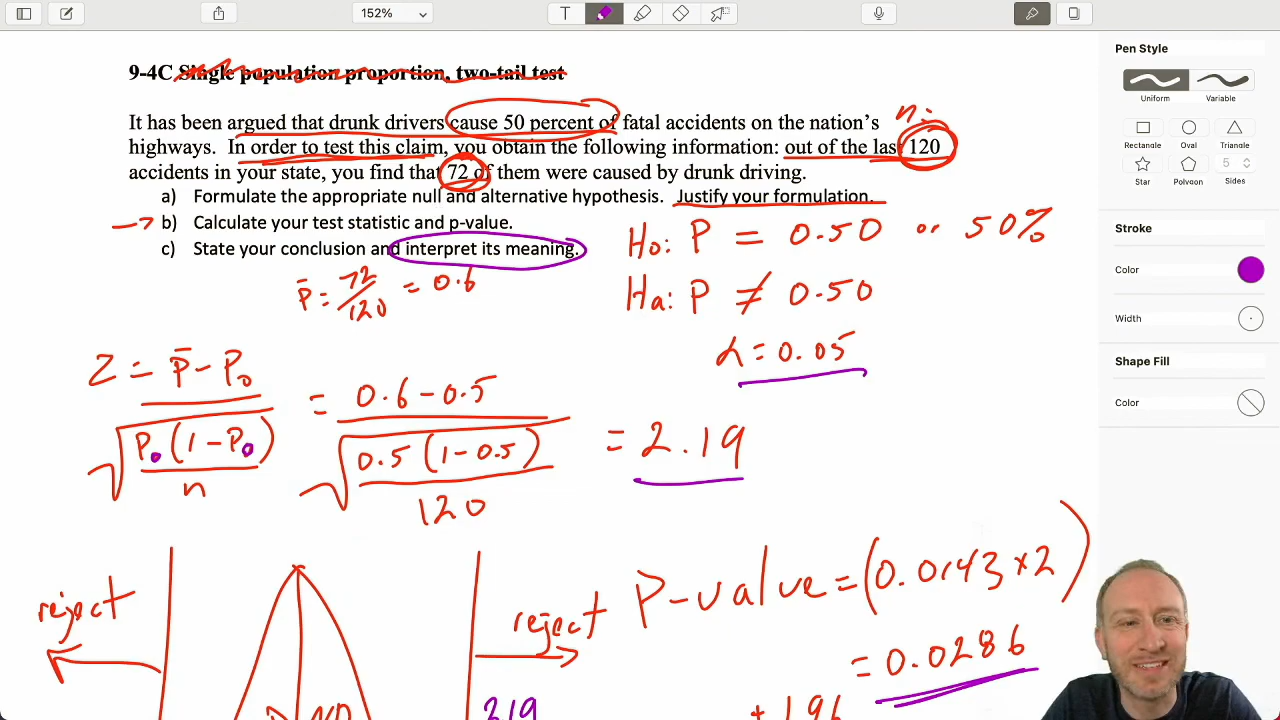 152%
T
9-4C Single population proportion, two-tail test
It has been argued that drunk drivers cause 50 percent of fatal accidents on the nation's
n=
highways. In order to test this claim, you obtain the following information: out of the last 120
accidents in your state, you find that 72 of them were caused by drunk driving.
a) Formulate the appropriate null and alternative hypothesis. Justify your formulation.
b) Calculate your test statistic and p-value.
c) State your conclusion and interpret its meaning.
Ho: P = 0.50 or 50%
Ha: P ≠ 0.50
α = 0.05
p̄ = 72/120 = 0.6
Z = p̄ - P₀ / √(P₀(1-P₀)/n) = 0.6 - 0.5 / √(0.5(1-0.5)/120) = 2.19
P-value = (0.0143 × 2)
= 0.0286
reject
reject
2.19
± 1.96
Pen Style
Uniform
Variable
Rectangle
Oval
Triangle
Star
Polygon
5
Sides
Stroke
Color
Width
Shape Fill
Color